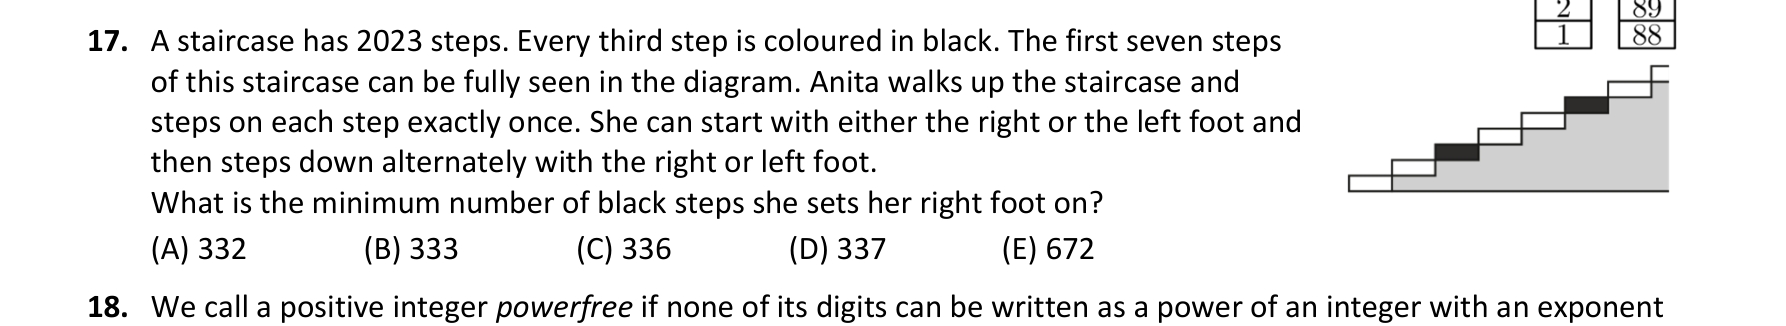 2 89
1 88
17. A staircase has 2023 steps. Every third step is coloured in black. The first seven steps
of this staircase can be fully seen in the diagram. Anita walks up the staircase and
steps on each step exactly once. She can start with either the right or the left foot and
then steps down alternately with the right or left foot.
What is the minimum number of black steps she sets her right foot on?
(A) 332 (B) 333 (C) 336 (D) 337 (E) 672
18. We call a positive integer powerfree if none of its digits can be written as a power of an integer with an exponent